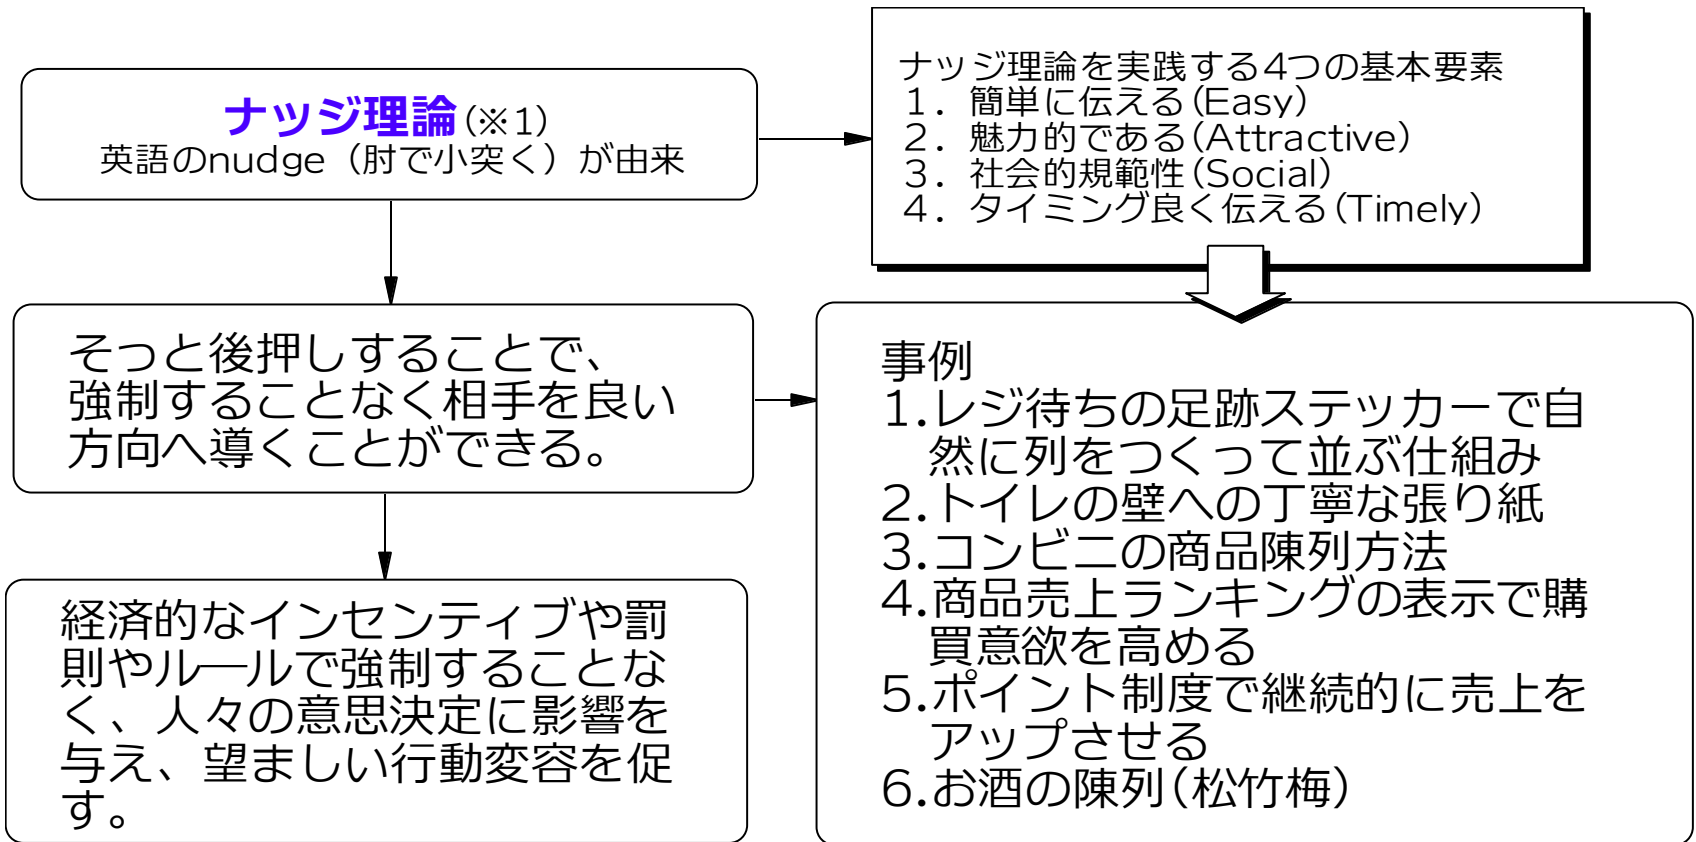 ナッジ理論(※1)
英語のnudge（肘で小突く）が由来
ナッジ理論を実践する4つの基本要素
1. 簡単に伝える(Easy)
2. 魅力的である(Attractive)
3. 社会的規範性(Social)
4. タイミング良く伝える(Timely)
そっと後押しすることで、
強制することなく相手を良い
方向へ導くことができる。
経済的なインセンティブや罰
則やル―ルで強制することな
く、人々の意思決定に影響を
与え、望ましい行動変容を促
す。
事例
1.レジ待ちの足跡ステッカーで自
然に列をつくって並ぶ仕組み
2.トイレの壁への丁寧な張り紙
3.コンビニの商品陳列方法
4.商品売上ランキングの表示で購
買意欲を高める
5.ポイント制度で継続的に売上を
アップさせる
6.お酒の陳列(松竹梅)